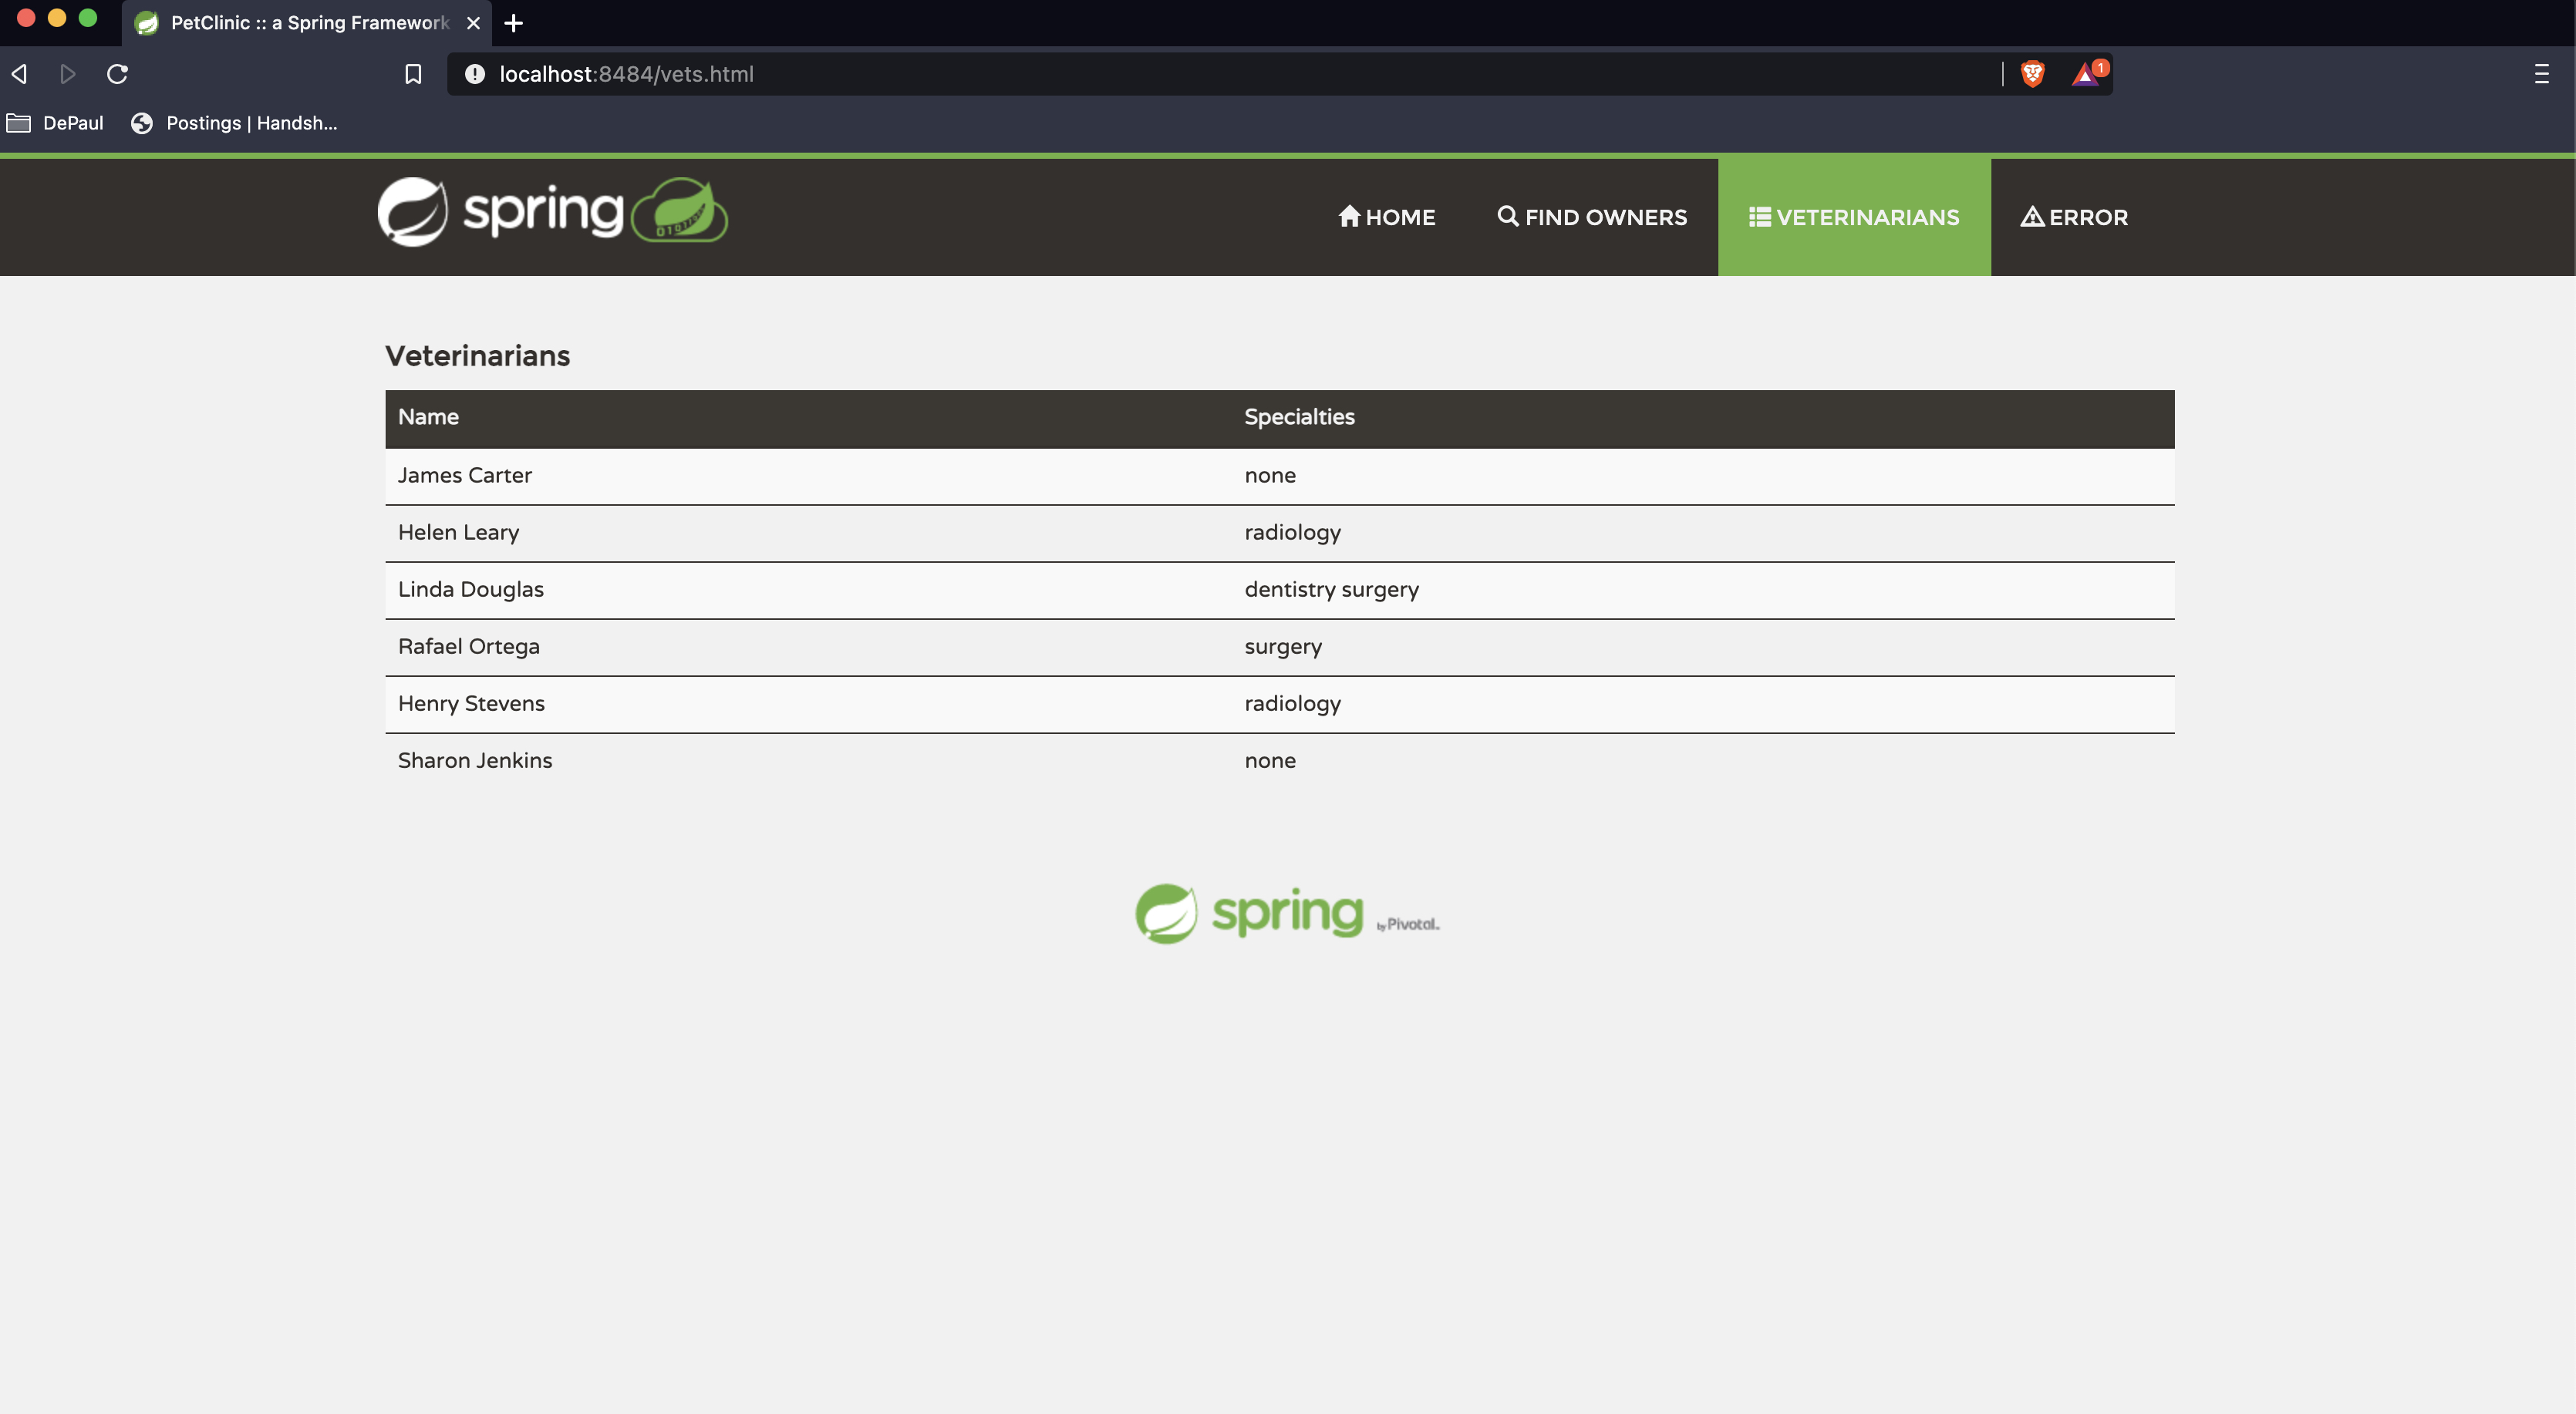 PetClinic :: a Spring Framework
localhost:8484/vets.html
1
DePaul
Postings | Handsh...
spring
HOME
FIND OWNERS
VETERINARIANS
ERROR
Veterinarians
Name Specialties
James Carter none
Helen Leary radiology
Linda Douglas dentistry surgery
Rafael Ortega surgery
Henry Stevens radiology
Sharon Jenkins none
spring by Pivotal.